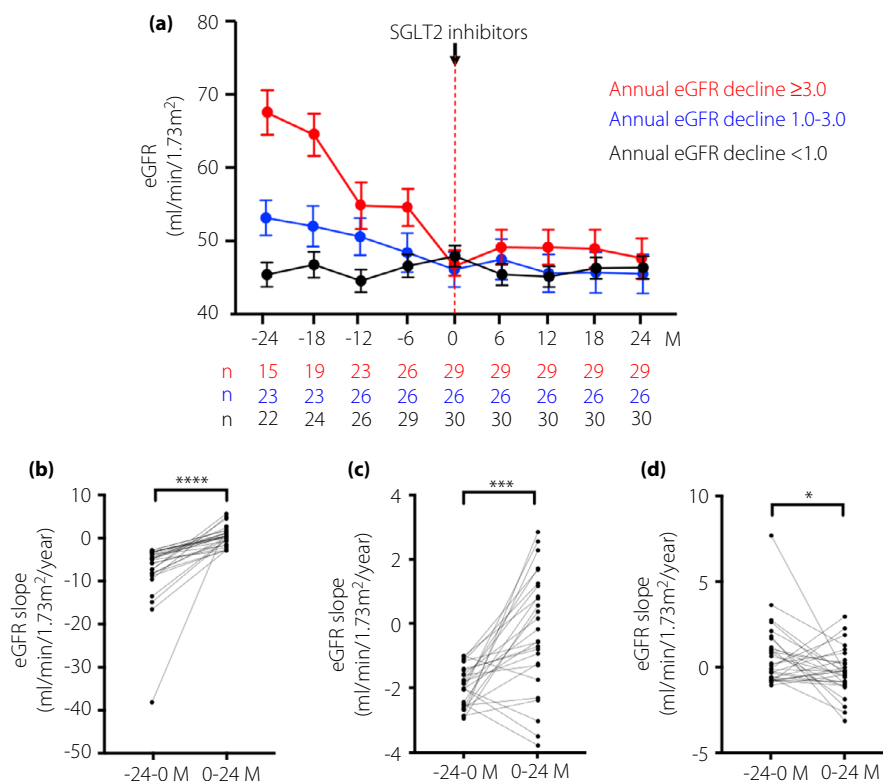 (a)
SGLT2 inhibitors
80
70
60
50
40
eGFR
(ml/min/1.73m²)
Annual eGFR decline ≥3.0
Annual eGFR decline 1.0-3.0
Annual eGFR decline <1.0
-24 -18 -12 -6 0 6 12 18 24 M
n 15 19 23 26 29 29 29 29 29
n 23 23 26 26 26 26 26 26 26
n 22 24 26 29 30 30 30 30 30
(b)
****
10
0
-10
-20
-30
-40
-50
eGFR slope
(ml/min/1.73m²/year)
-24-0 M 0-24 M
(c)
***
4
2
0
-2
-4
eGFR slope
(ml/min/1.73m²/year)
-24-0 M 0-24 M
(d)
*
10
5
0
-5
eGFR slope
(ml/min/1.73m²/year)
-24-0 M 0-24 M